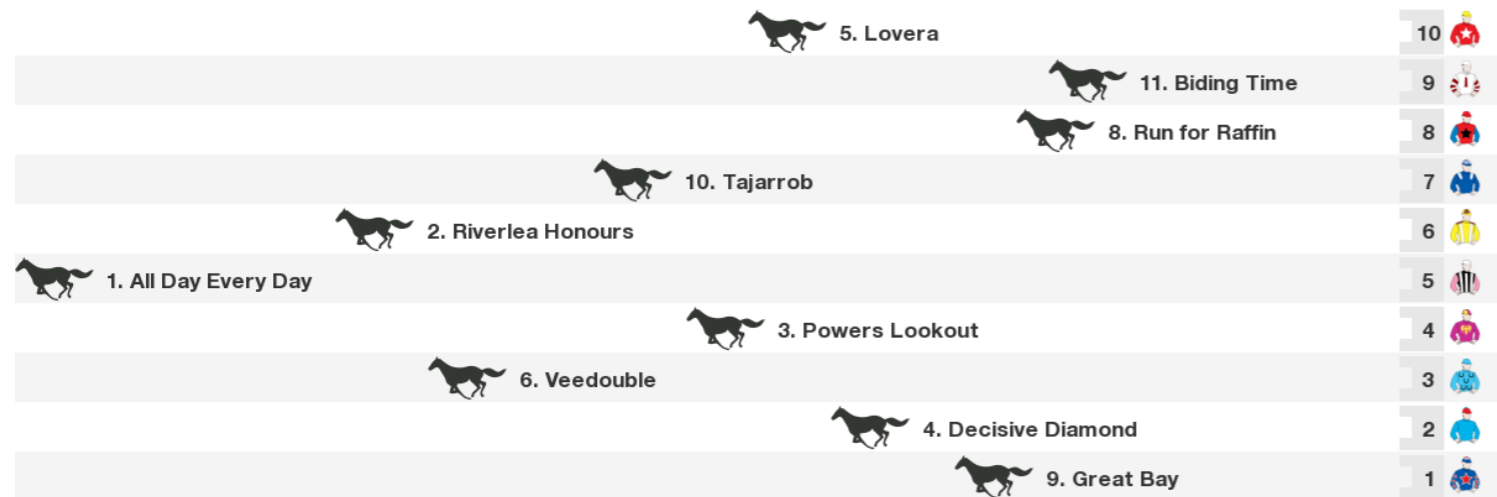 5. Lovera 10
11. Biding Time 9
8. Run for Raffin 8
10. Tajarrob 7
2. Riverlea Honours 6
1. All Day Every Day 5
3. Powers Lookout 4
6. Veedouble 3
4. Decisive Diamond 2
9. Great Bay 1